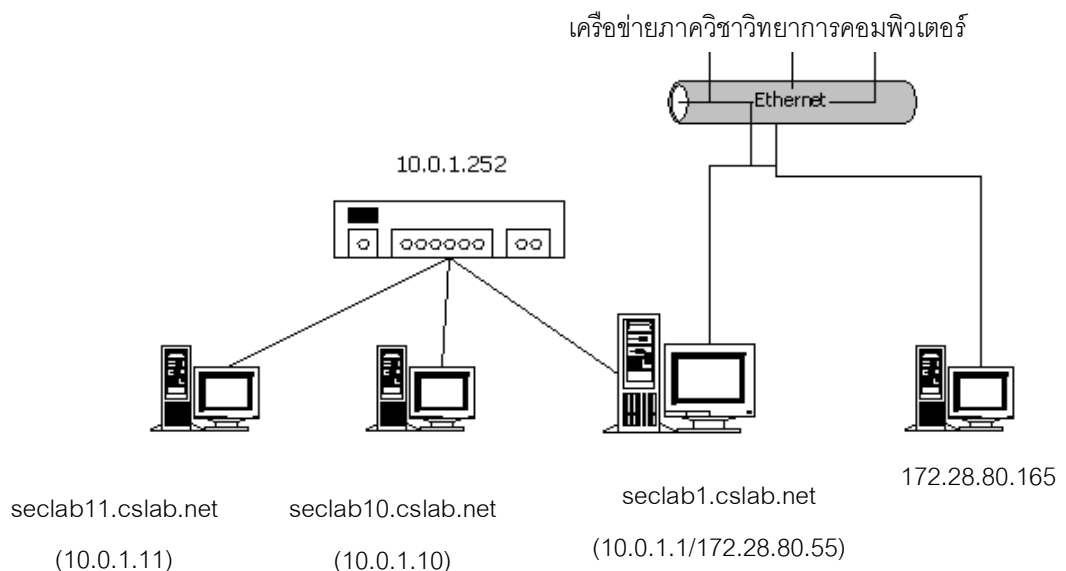 เครือข่ายภาควิชาวิทยาการคอมพิวเตอร์
Ethernet
10.0.1.252
172.28.80.165
seclab11.cslab.net
(10.0.1.11)
seclab10.cslab.net
(10.0.1.10)
seclab1.cslab.net
(10.0.1.1/172.28.80.55)